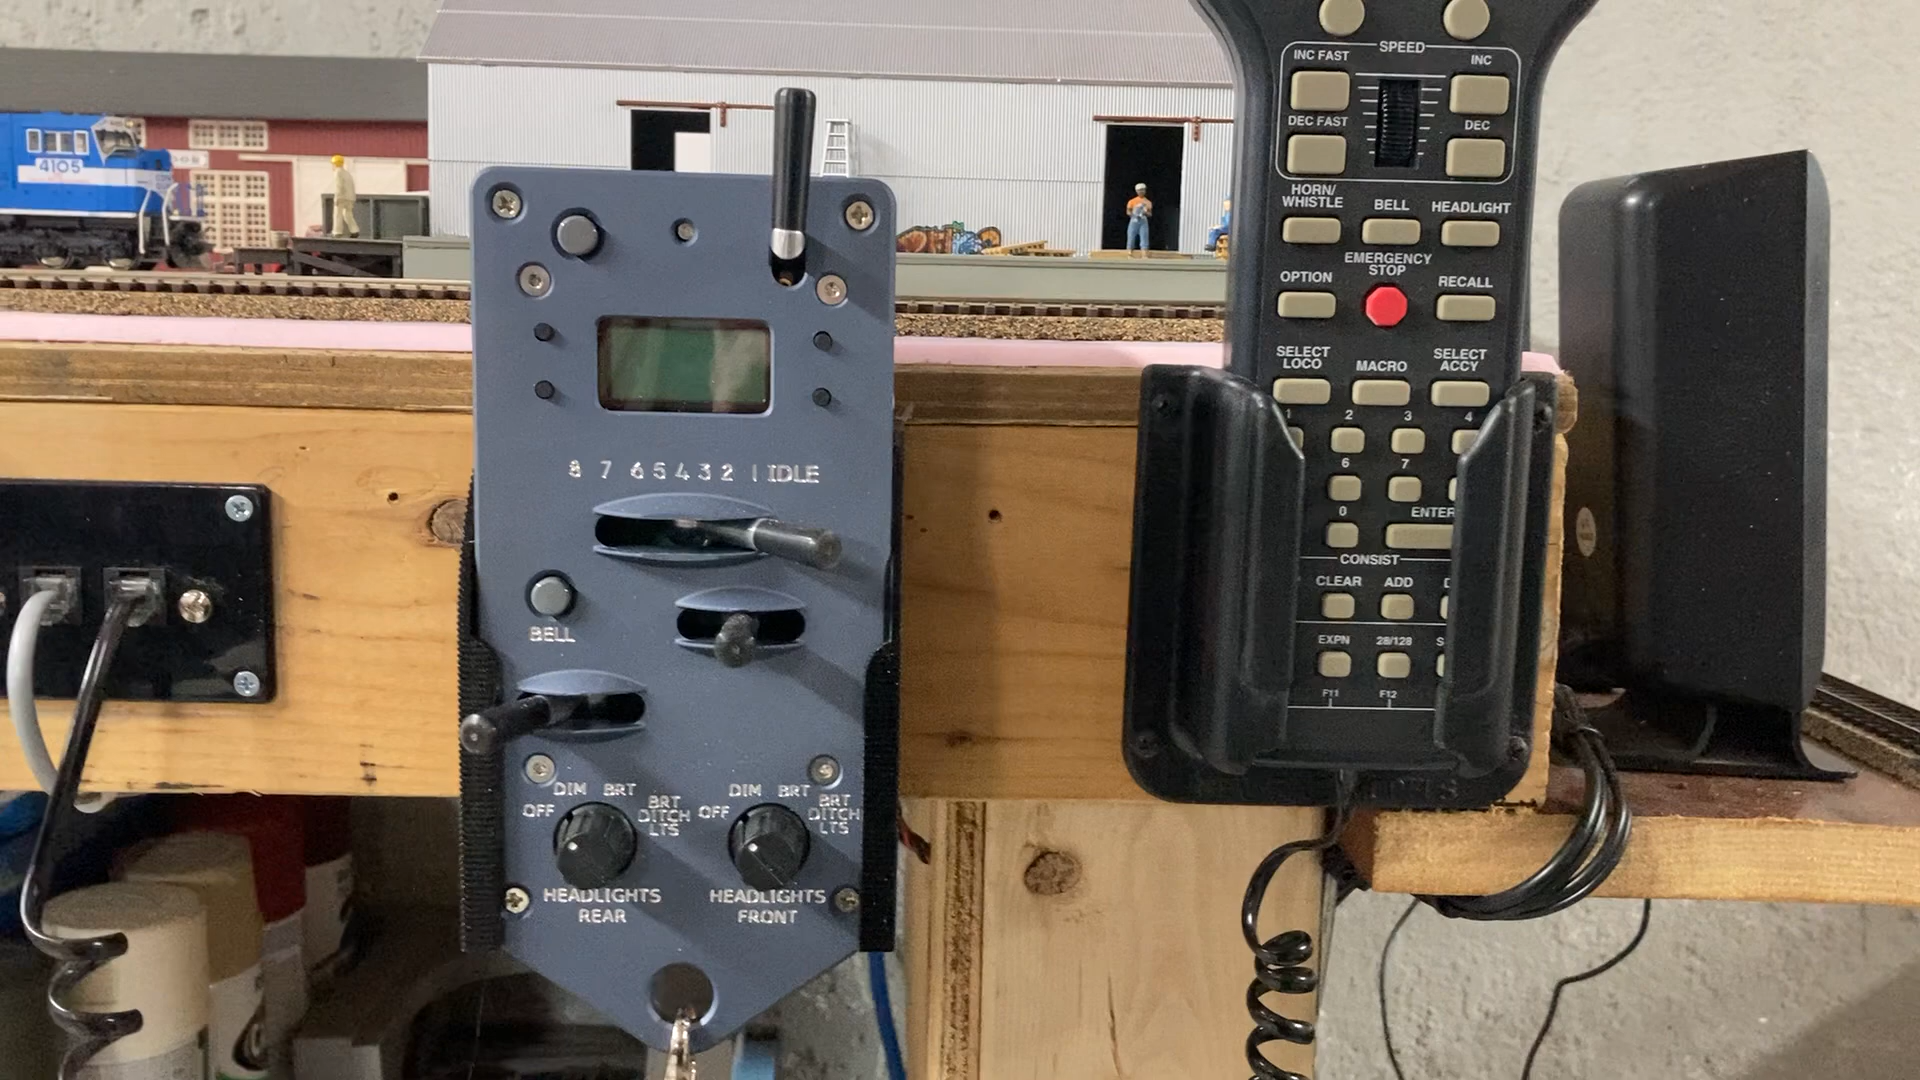 4105
8 7 6 5 4 3 2 1 IDLE
BELL
OFF DIM BRT BRT DITCH LTS
HEADLIGHTS
REAR
OFF DIM BRT BRT DITCH LTS
HEADLIGHTS
FRONT
SPEED
INC FAST INC
DEC FAST DEC
HORN/
WHISTLE BELL HEADLIGHT
EMERGENCY
STOP
OPTION RECALL
SELECT
LOCO MACRO SELECT
ACCY
1 2 3 4
6 7
0 ENTER
CONSIST
CLEAR ADD
EXPN 28/128
F11 F12